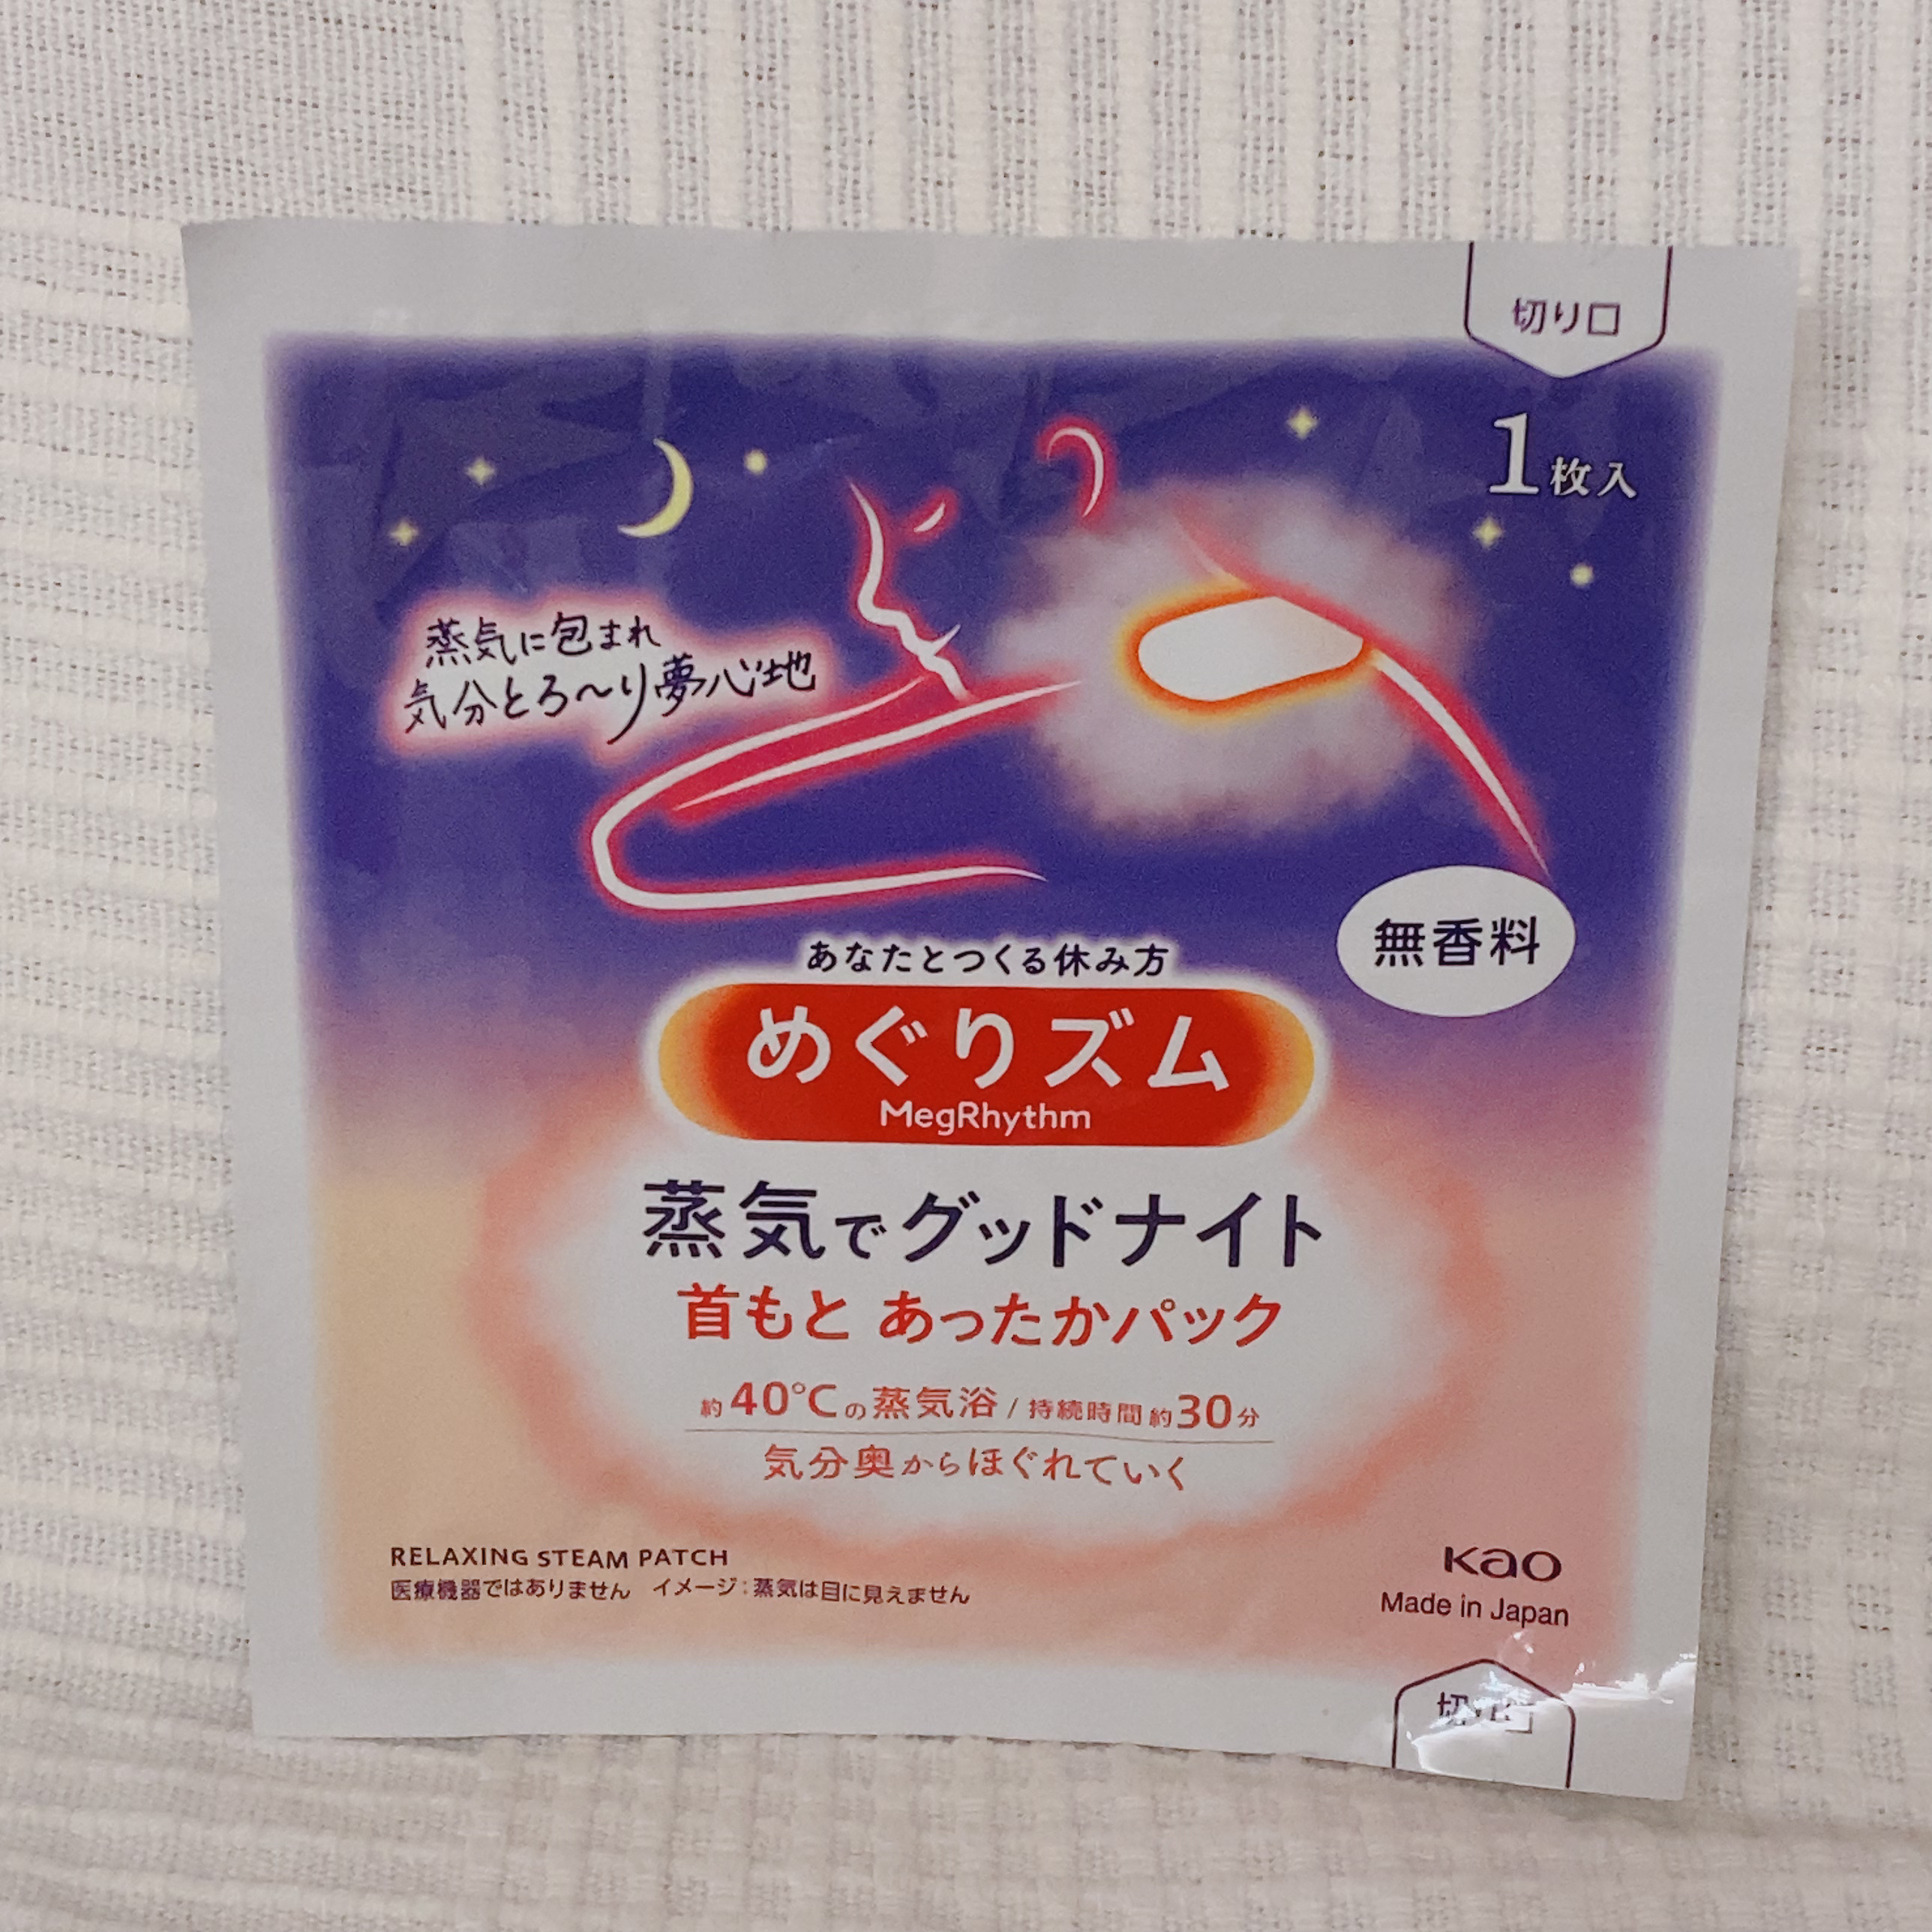 切り口
1枚入
蒸気に包まれ
気分とろ〜り夢心地
無香料
あなたとつくる休み方
めぐりズム
MegRhythm
蒸気でグッドナイト
首もと あったかパック
約40℃の蒸気浴/持続時間約30分
気分奥からほぐれていく
RELAXING STEAM PATCH
医療機器ではありません イメージ:蒸気は目に見えません
Kao
Made in Japan
切り口